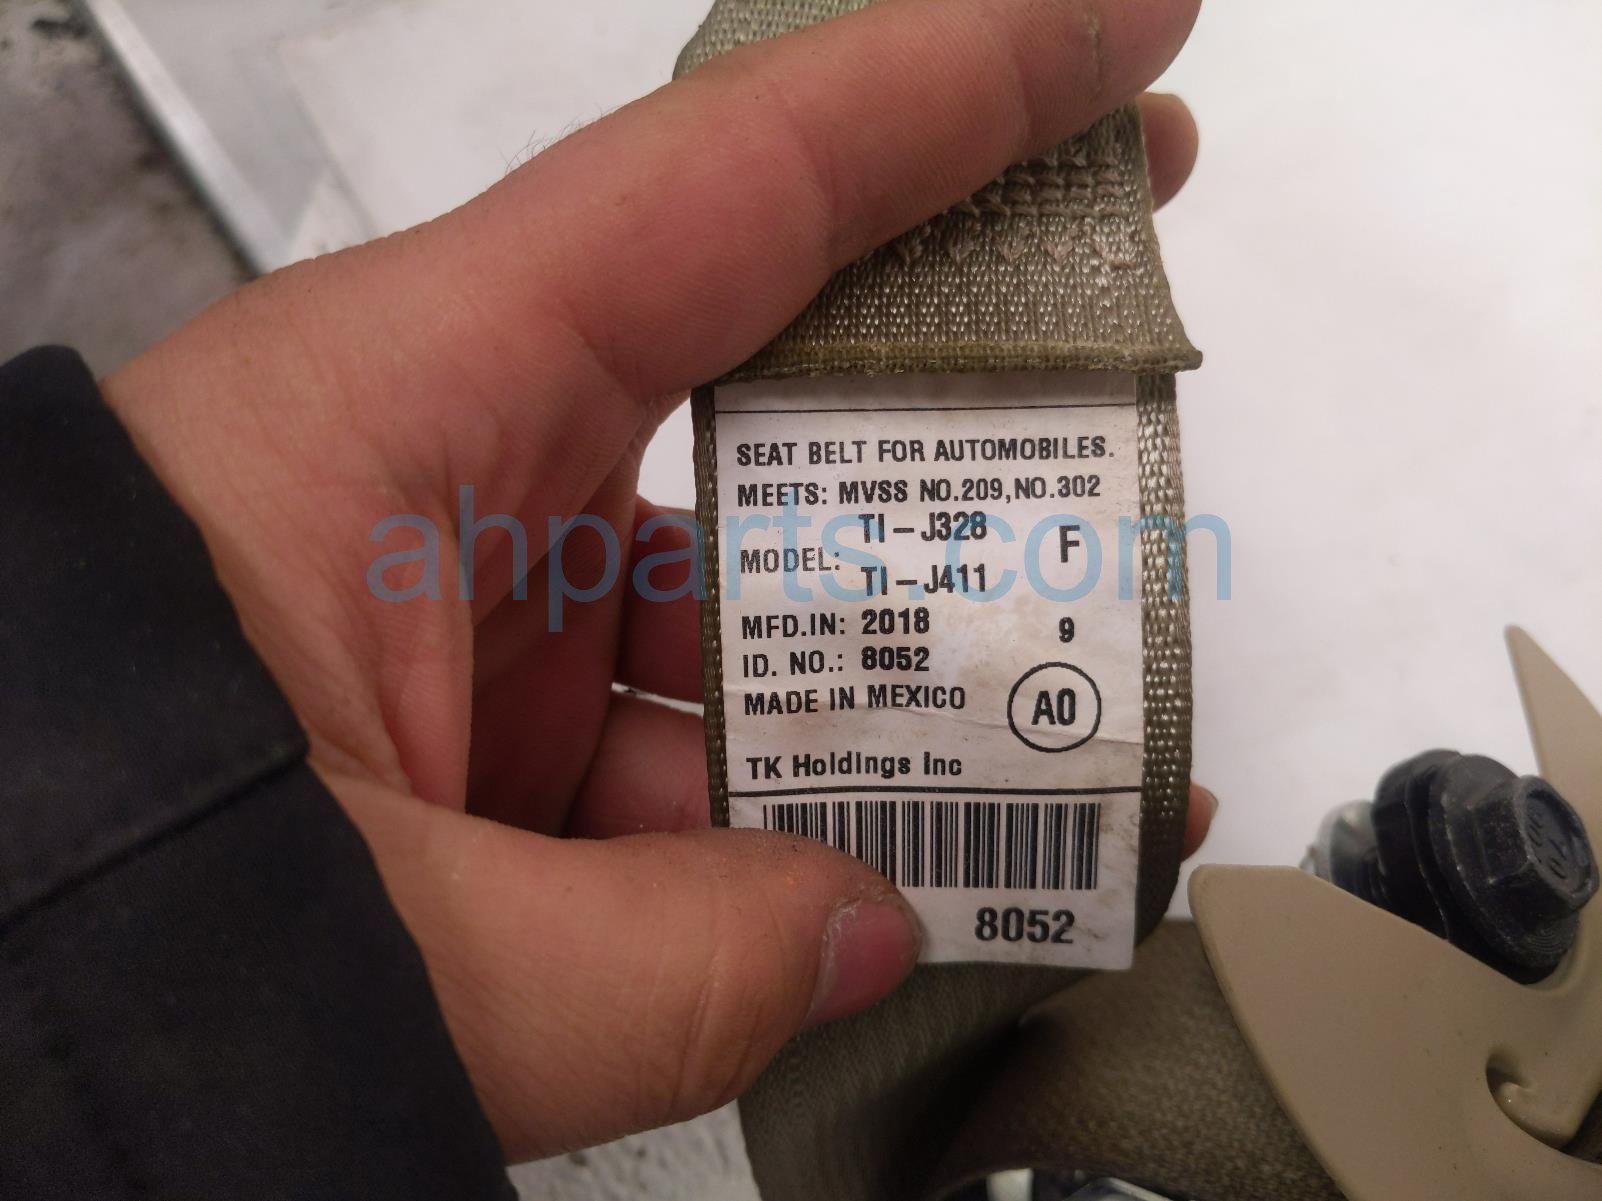 SEAT BELT FOR AUTOMOBILES.
MEETS: MVSS NO.209,NO.302
MODEL: TI-J328 F
TI-J411
MFD.IN: 2018 9
ID. NO.: 8052
MADE IN MEXICO A0
TK Holdings Inc
8052
ahparts.com